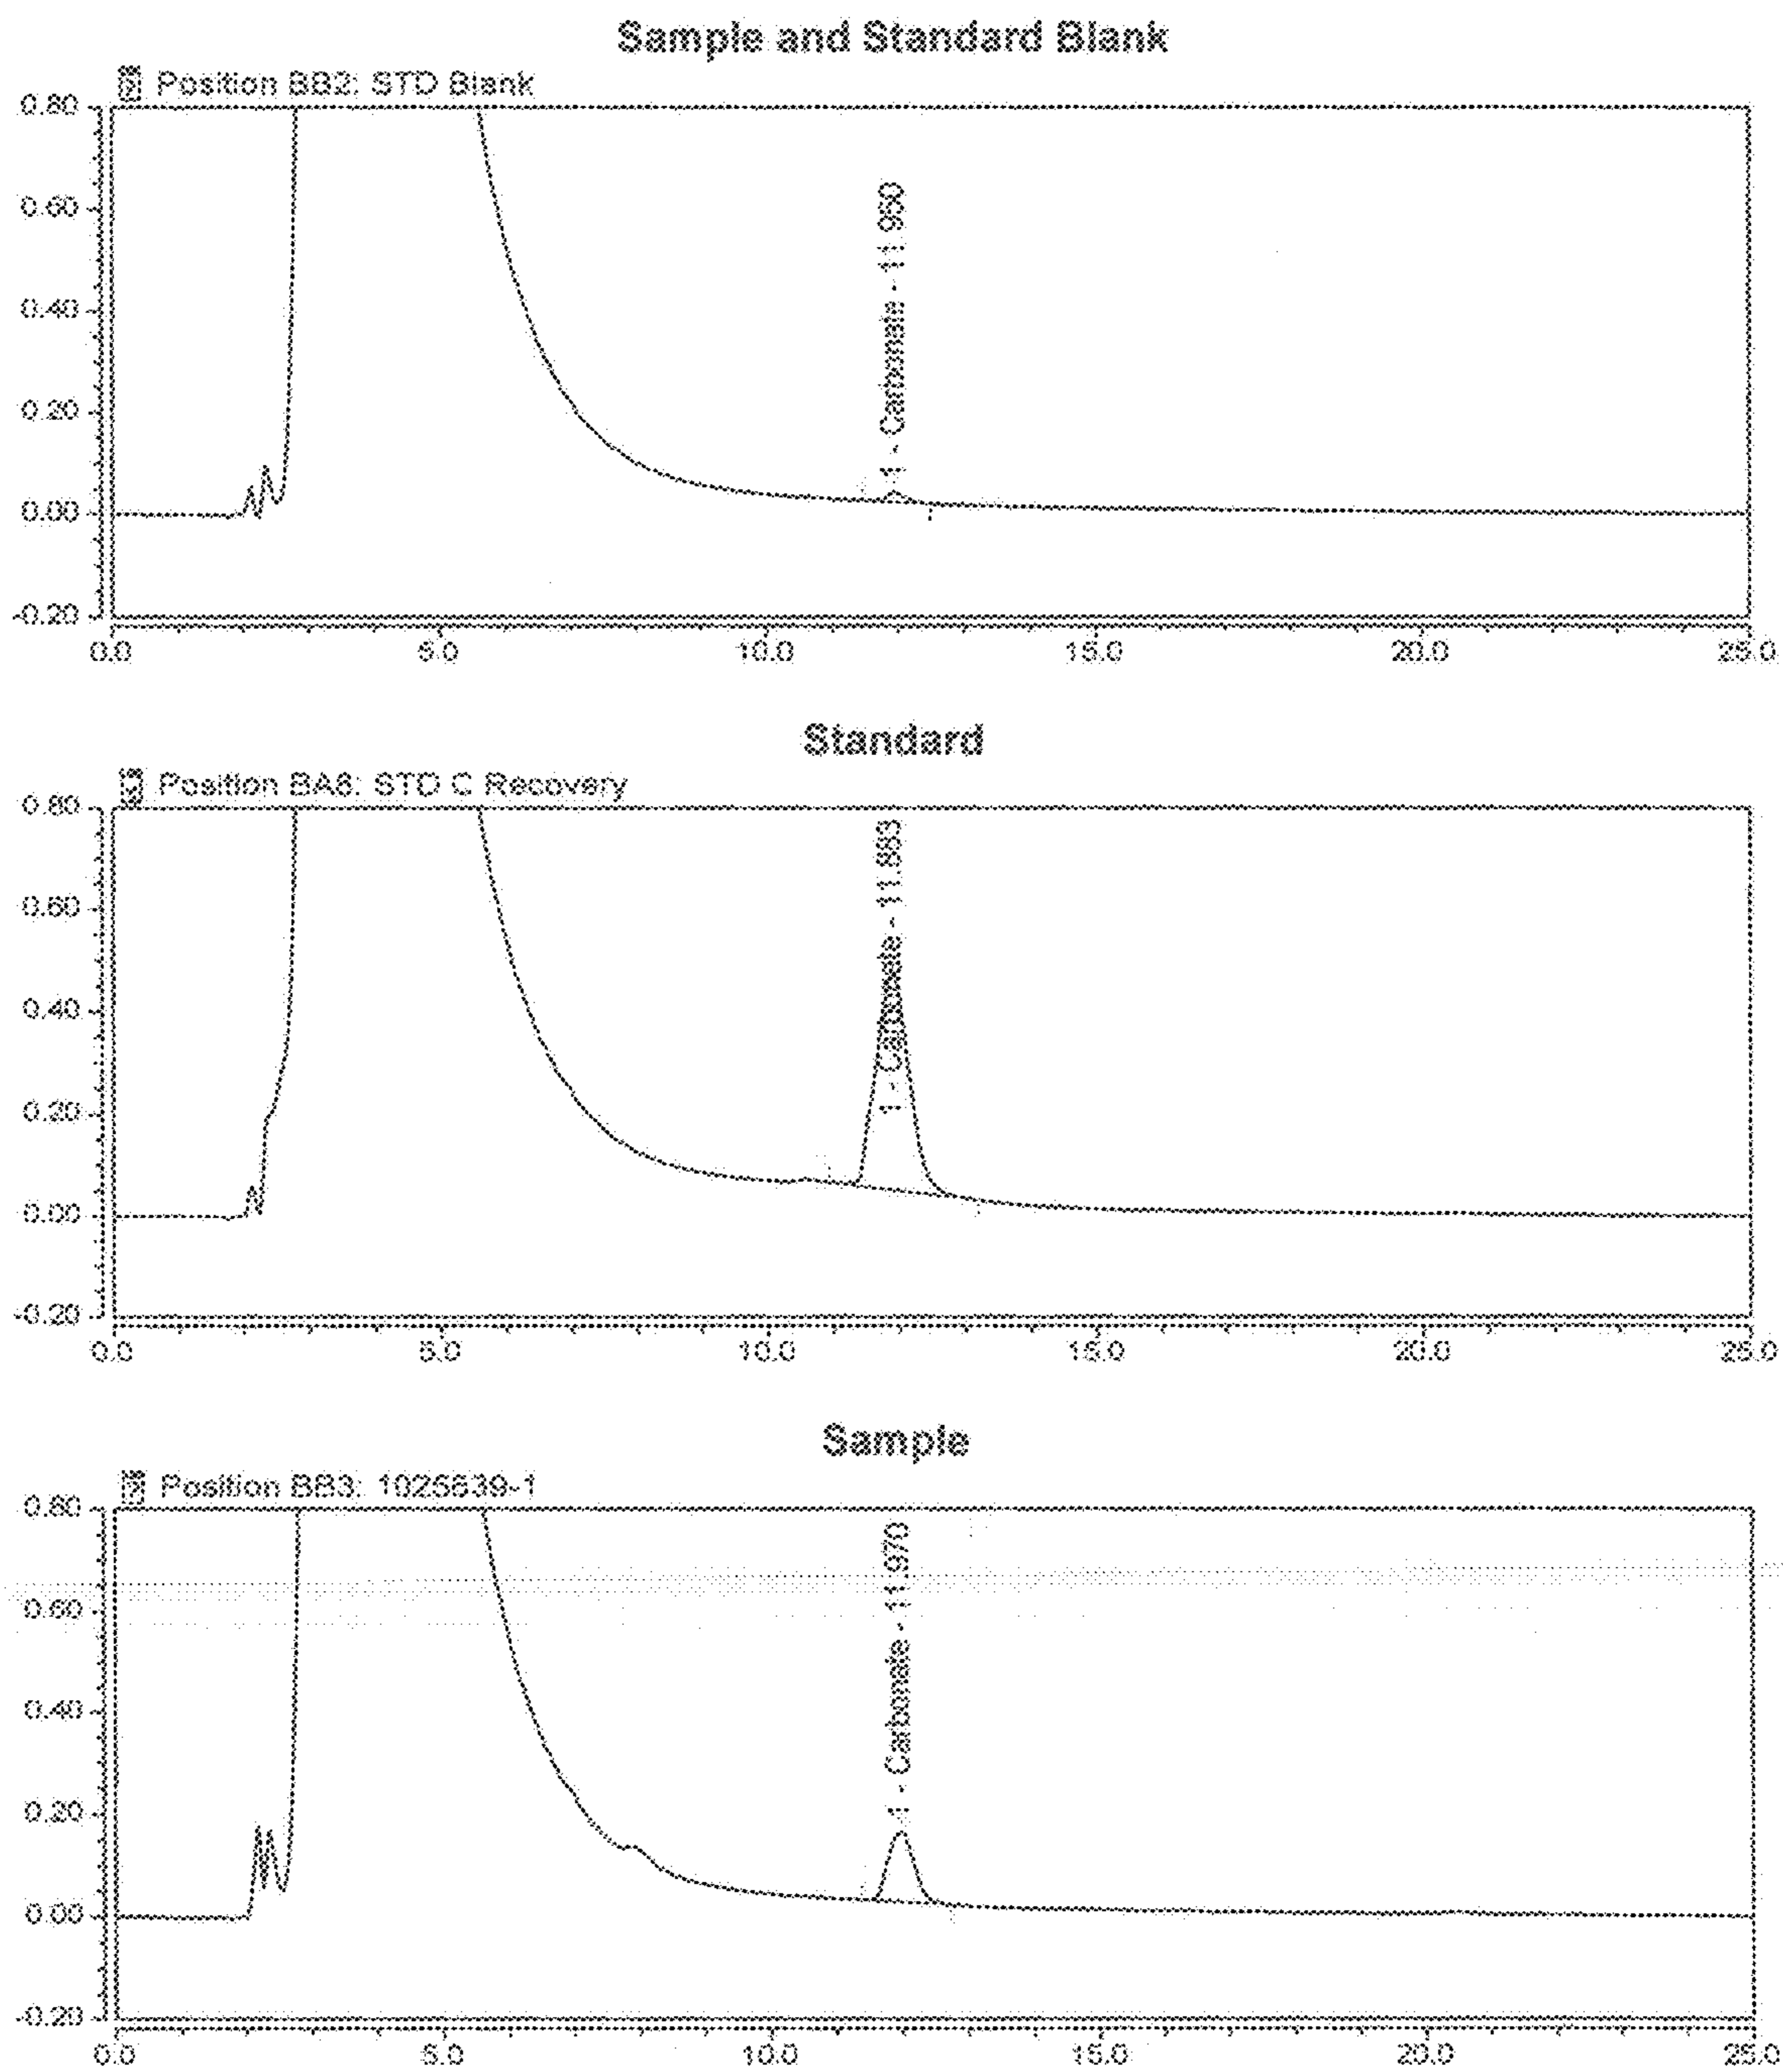 Sample and Standard Blank
Position BB2: STD Blank
0.80
0.60
0.40
0.20
0.00
-0.20
1 - Carbonate - 11.950
0.0 5.0 10.0 15.0 20.0 25.0
Standard
Position BA8: STD C Recovery
0.80
0.60
0.40
0.20
0.00
-0.20
1 - Carbonate - 11.883
0.0 5.0 10.0 15.0 20.0 25.0
Sample
Position BB3: 1025639-1
0.80
0.60
0.40
0.20
0.00
-0.20
1 - Carbonate - 11.970
0.0 5.0 10.0 15.0 20.0 25.0